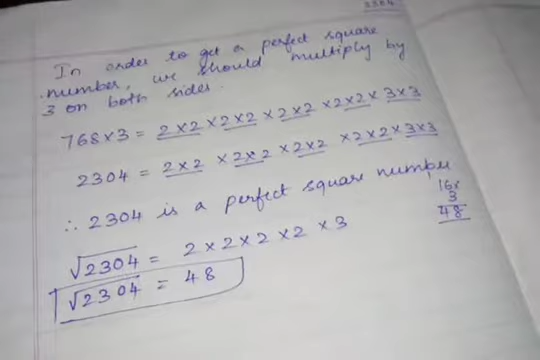 2304
In order to get a perfect square
number, we should multiply by
3 on both sides.
768×3 = 2×2 × 2×2 × 2×2 × 2×2 × 3×3
2304 = 2×2 × 2×2 × 2×2 × 2×2 × 3×3
∴ 2304 is a perfect square number
√2304 = 2×2×2×2×3
√2304 = 48
16×
3
48